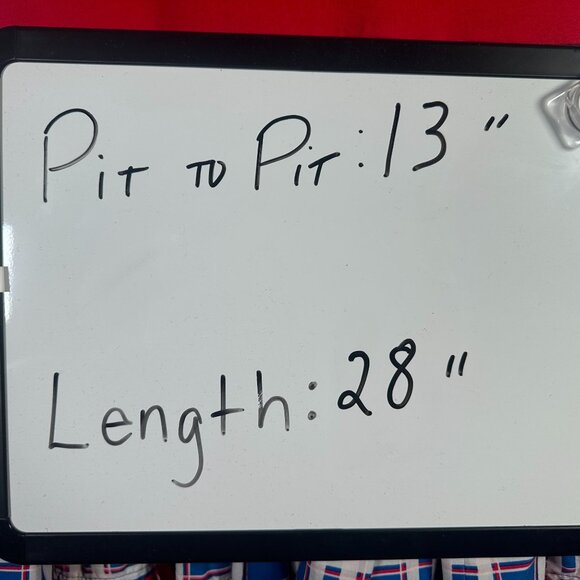 Pit to Pit: 13"
Length: 28"